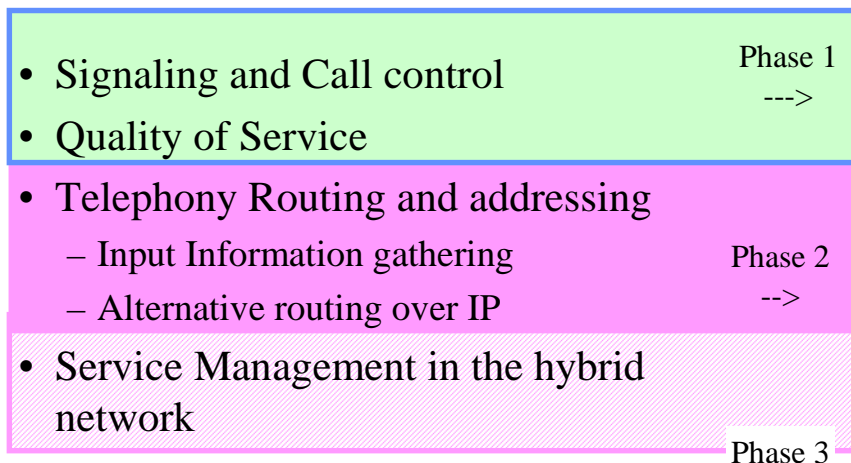 • Signaling and Call control
Phase 1
--->
• Quality of Service
• Telephony Routing and addressing
– Input Information gathering
Phase 2
– Alternative routing over IP
-->
• Service Management in the hybrid
network
Phase 3